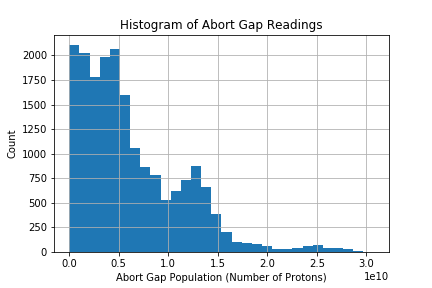 Histogram of Abort Gap Readings
2000
1750
1500
1250
1000
750
500
250
0
Count
0.0 0.5 1.0 1.5 2.0 2.5 3.0
1e10
Abort Gap Population (Number of Protons)